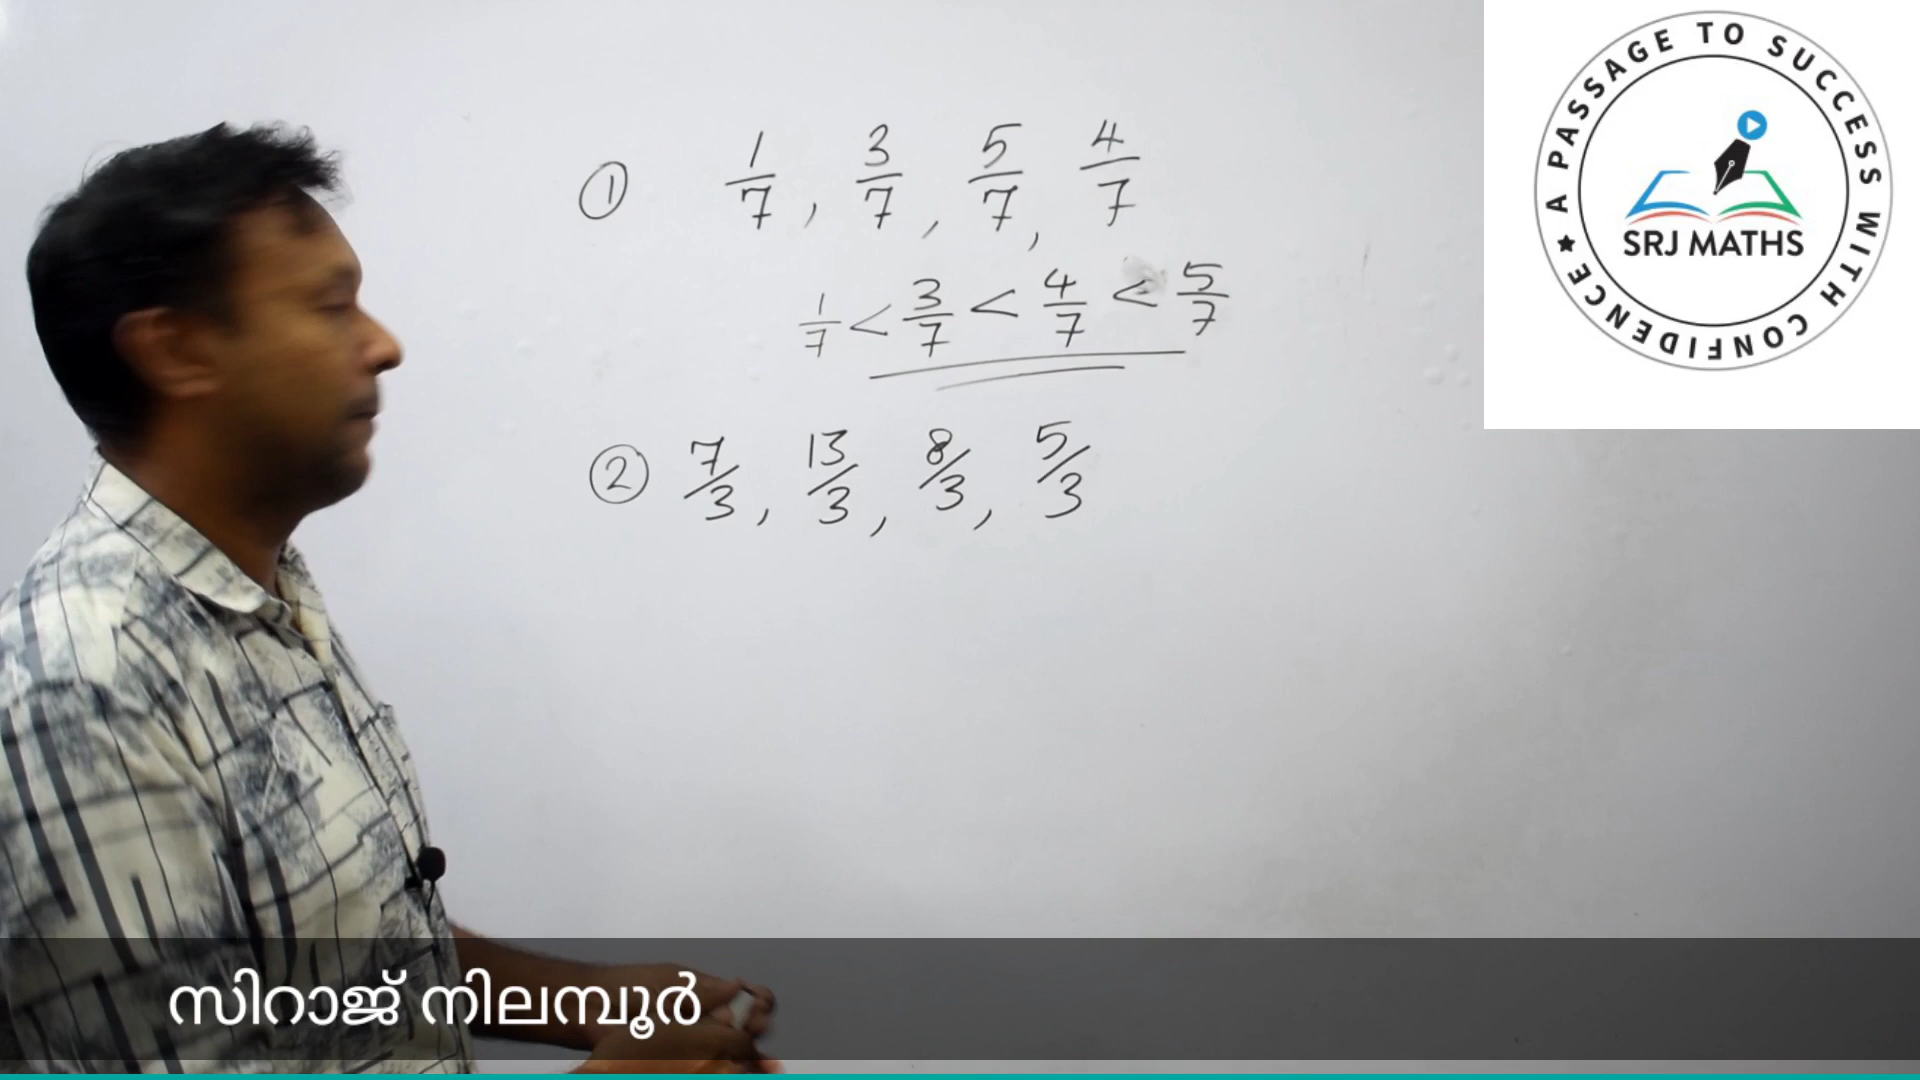 ① 1/7, 3/7, 5/7, 4/7
1/7 < 3/7 < 4/7 < 5/7
② 7/3, 13/3, 8/3, 5/3
A PASSAGE TO SUCCESS WITH CONFIDENCE ★
SRJ MATHS
സിറാജ് നിലമ്പൂർ